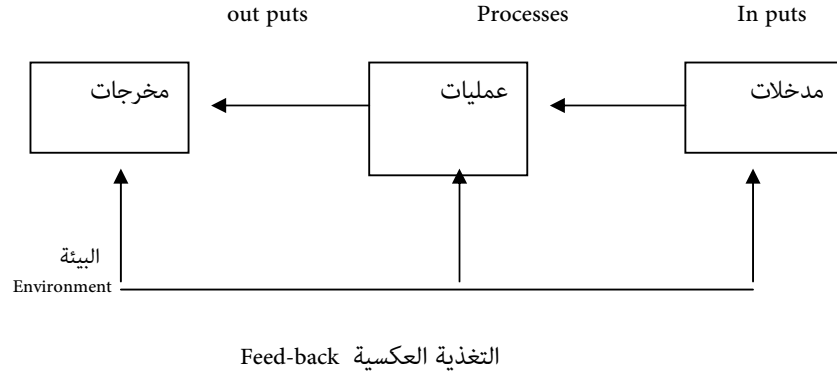 In puts Processes out puts
مدخلات عمليات مخرجات
البيئة
Environment
التغذية العكسية Feed-back